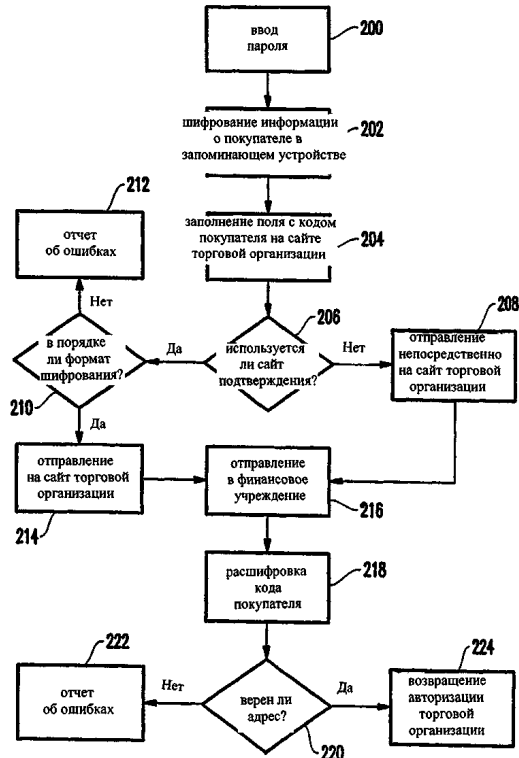 ввод
пароля
200
шифрование информации
о покупателе в
запоминающем устройстве
202
212
отчет
об ошибках
заполнение поля с кодом
покупателя на сайте
торговой организации
204
Нет
206
208
в порядке
ли формат
шифрования?
210
Да
используется
ли сайт
подтверждения?
Нет
отправление
непосредственно
на сайт торговой
организации
Да
отправление
на сайт торговой
организации
214
отправление
в финансовое
учреждение
216
расшифровка
кода
покупателя
218
222
224
отчет
об ошибках
Нет
верен ли
адрес?
220
Да
возвращение
авторизации
торговой
организации